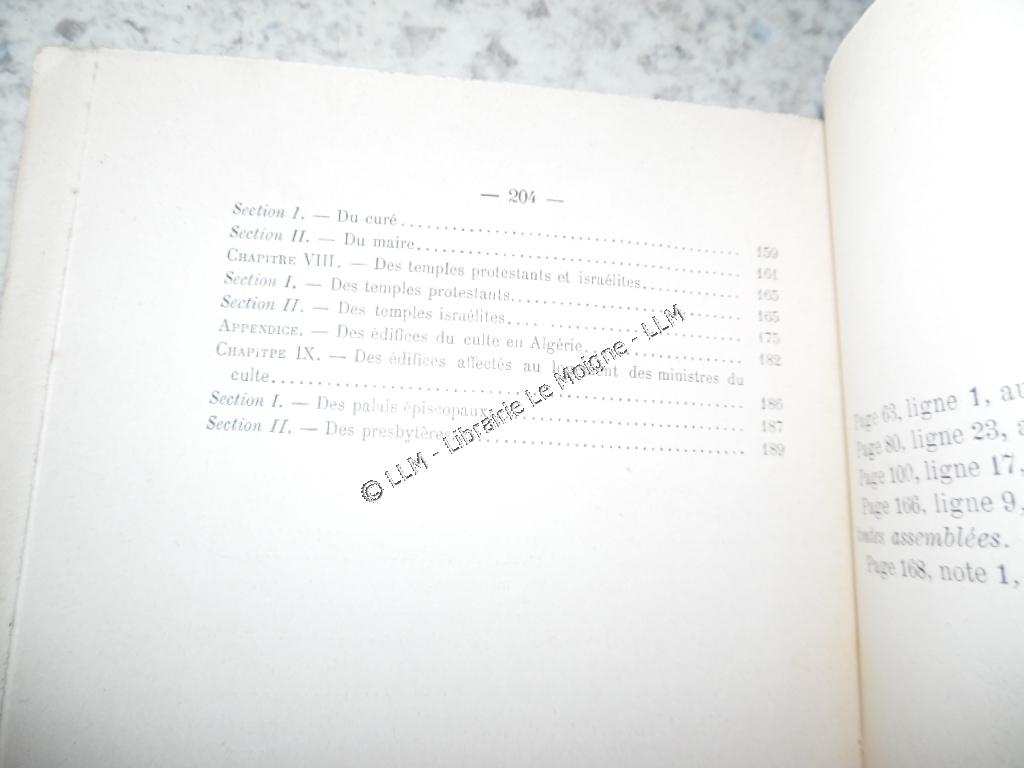 — 204 —
Section I. — Du curé 159
Section II. — Du maire 161
CHAPITRE VIII. — Des temples protestants et israélites 165
Section I. — Des temples protestants 165
Section II. — Des temples israélites 175
APPENDICE. — Des édifices du culte en Algérie 182
CHAPITPE IX. — Des édifices affectés au des ministres du
culte 186
Section I. — Des palais épiscopaux 187
Section II. — Des presbytères 189
© LLM - Librairie Le Moigne - LLM
Page 63, ligne 1, au
Page 80, ligne 23,
Page 100, ligne 17,
Page 166, ligne 9,
toutes assemblées.
Page 168, note 1,